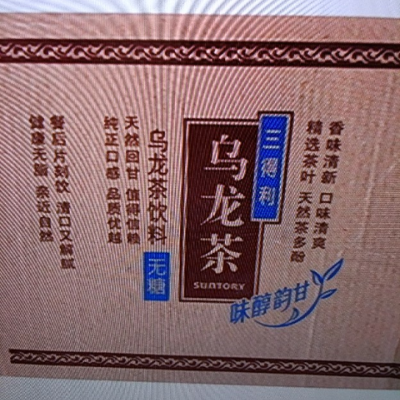 香味清新 口味清爽
精选茶叶 天然茶多酚
三得利
乌龙茶
SUNTORY
味醇韵甘
乌龙茶饮料
无糖
天然回甘 值得信赖
纯正口感 品质优越
餐后片刻饮 清口又解腻
健康无脂 亲近自然